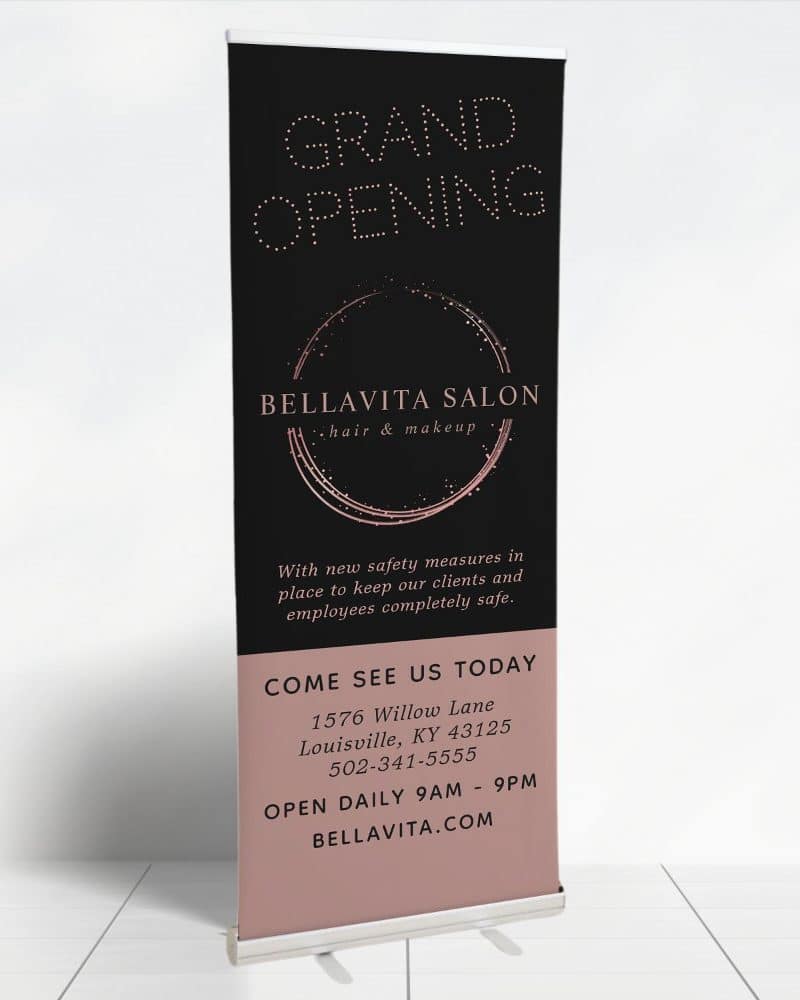 GRAND
OPENING
BELLAVITA SALON
hair & makeup
With new safety measures in
place to keep our clients and
employees completely safe.
COME SEE US TODAY
1576 Willow Lane
Louisville, KY 43125
502-341-5555
OPEN DAILY 9AM - 9PM
BELLAVITA.COM